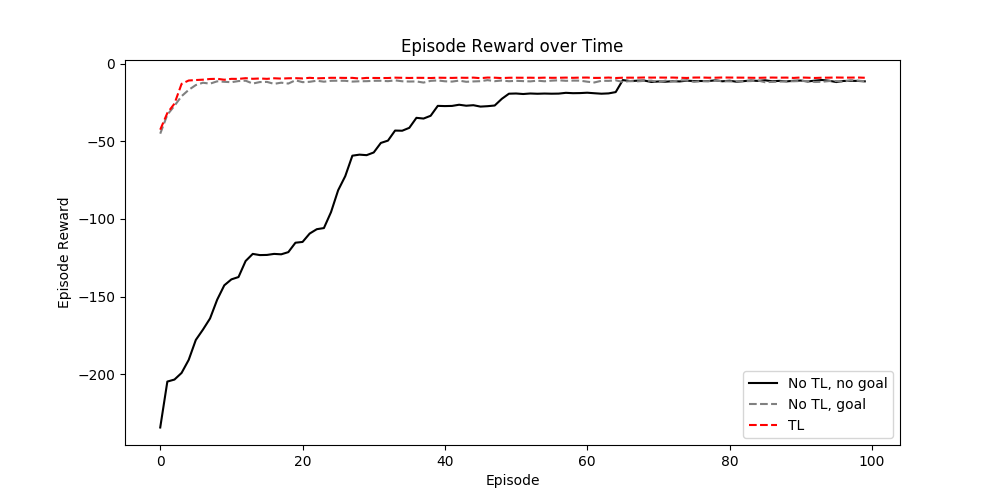 Episode Reward over Time
Episode Reward
0
−50
−100
−150
−200
0 20 40 60 80 100
Episode
No TL, no goal
No TL, goal
TL